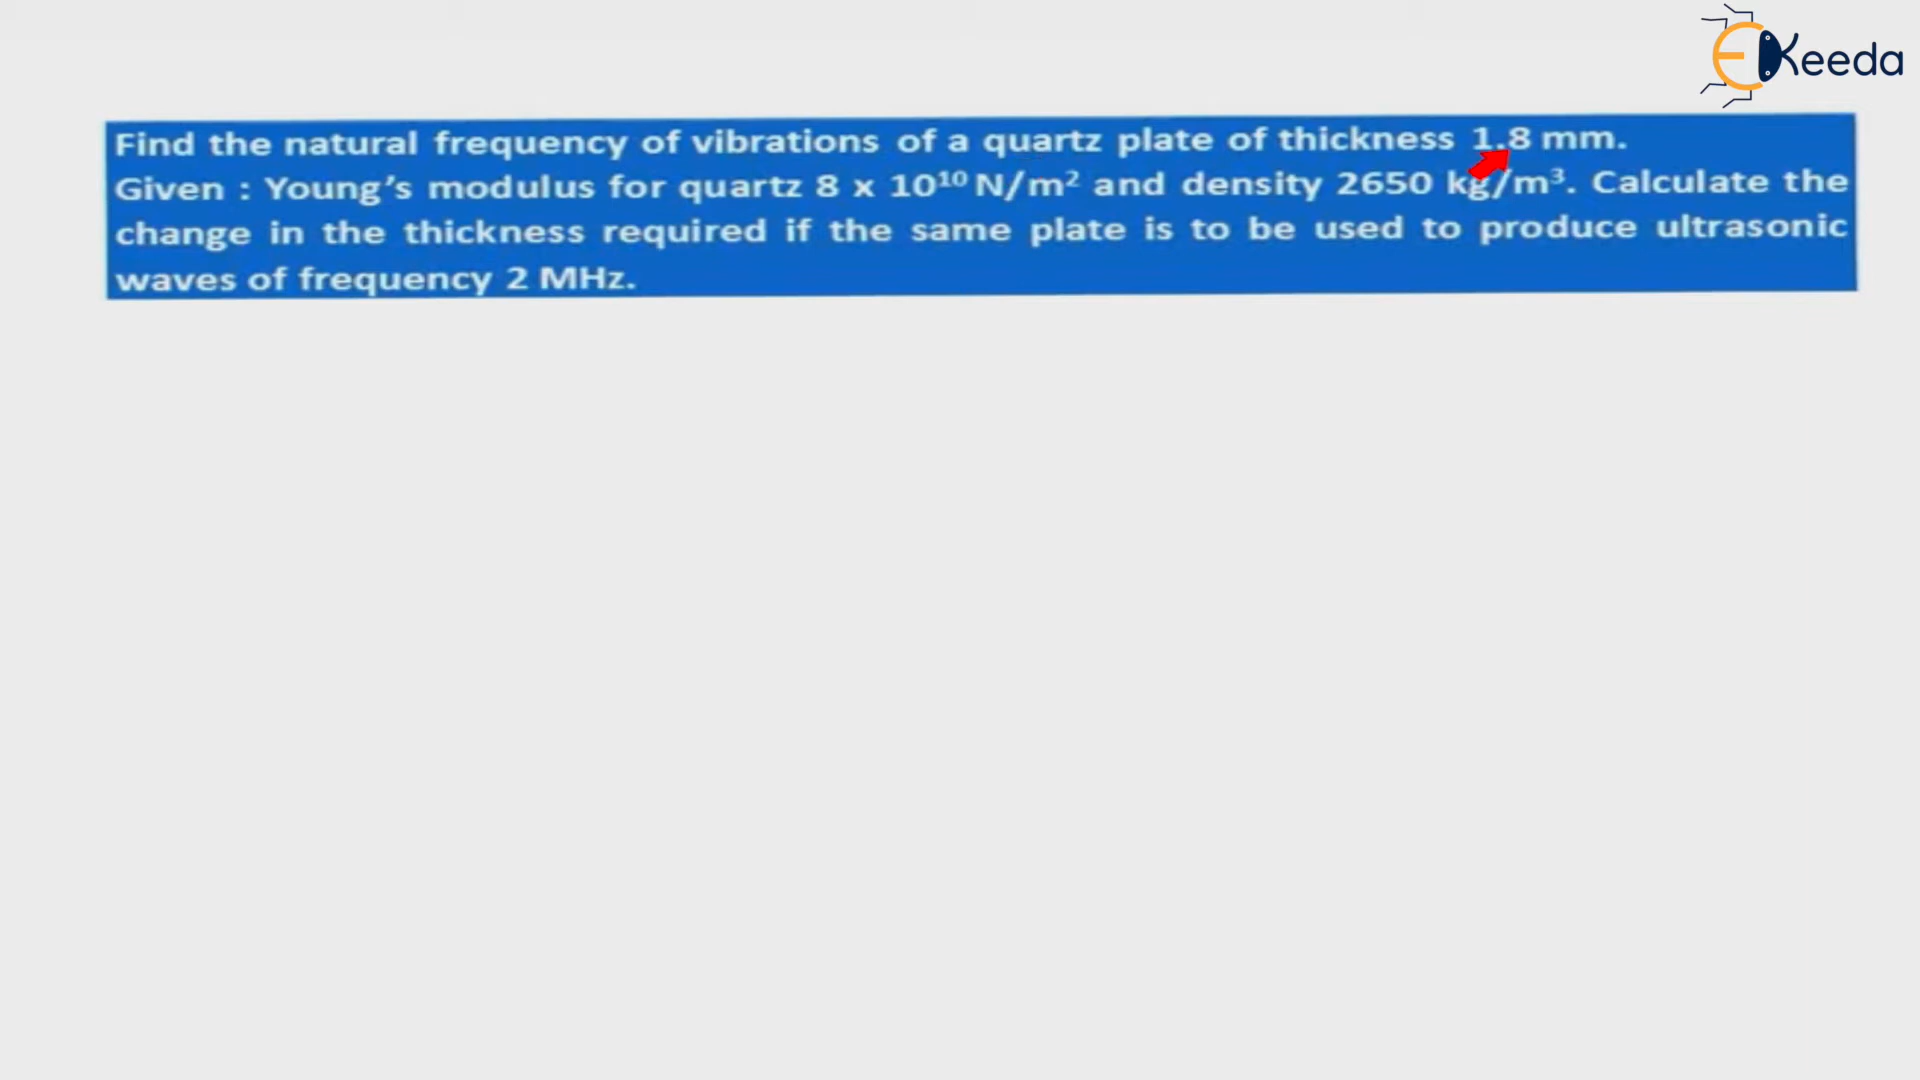 EKeeda
Find the natural frequency of vibrations of a quartz plate of thickness 1.8 mm.
Given : Young's modulus for quartz 8 x 10¹⁰ N/m² and density 2650 kg/m³. Calculate the
change in the thickness required if the same plate is to be used to produce ultrasonic
waves of frequency 2 MHz.